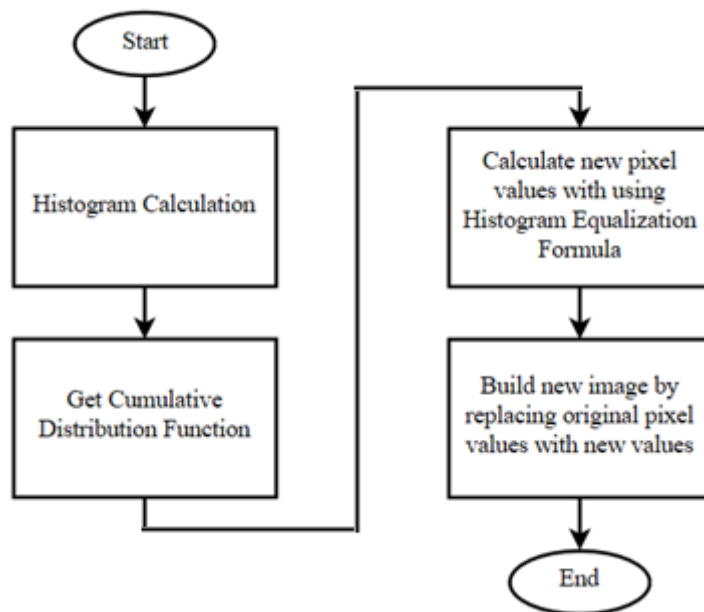 Start
Histogram Calculation
Get Cumulative
Distribution Function
Calculate new pixel
values with using
Histogram Equalization
Formula
Build new image by
replacing original pixel
values with new values
End